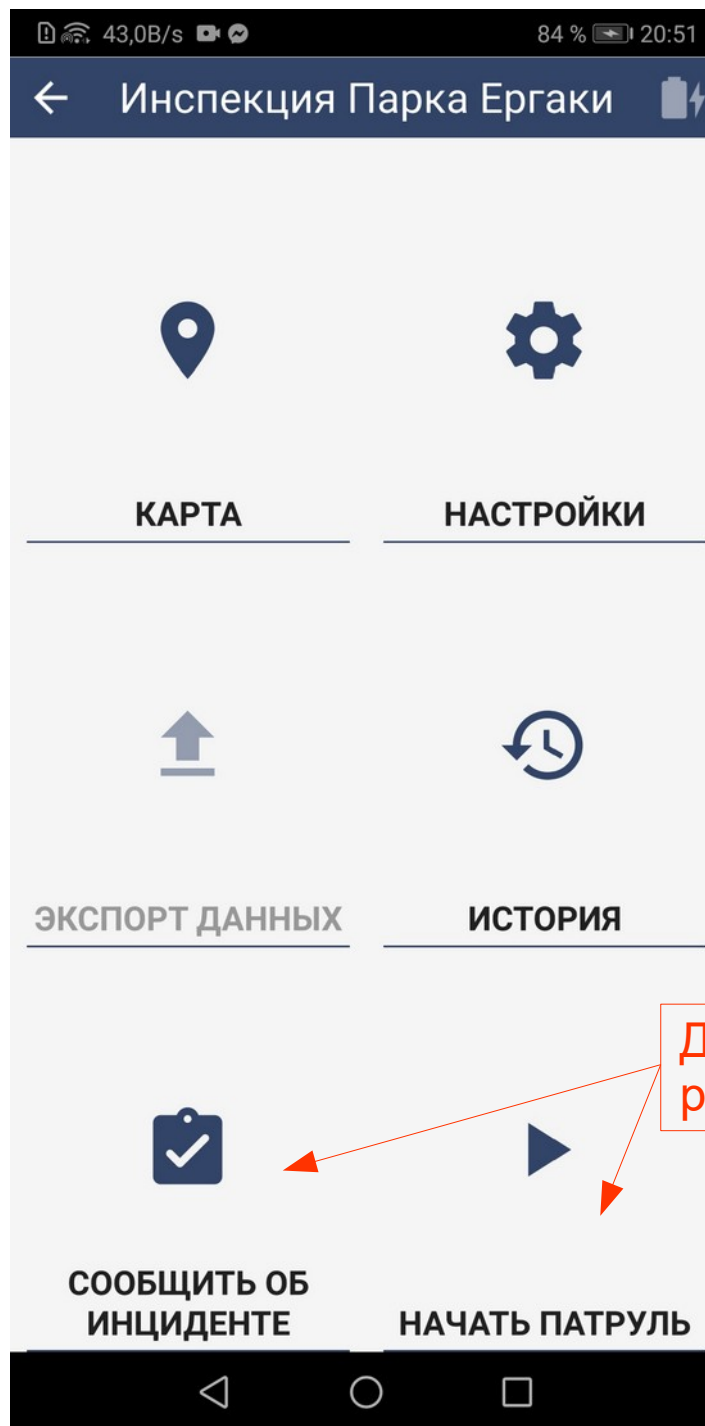 43,0B/s 84 % 20:51
Инспекция Парка Ергаки
КАРТА НАСТРОЙКИ
ЭКСПОРТ ДАННЫХ ИСТОРИЯ
СООБЩИТЬ ОБ
ИНЦИДЕНТЕ НАЧАТЬ ПАТРУЛЬ